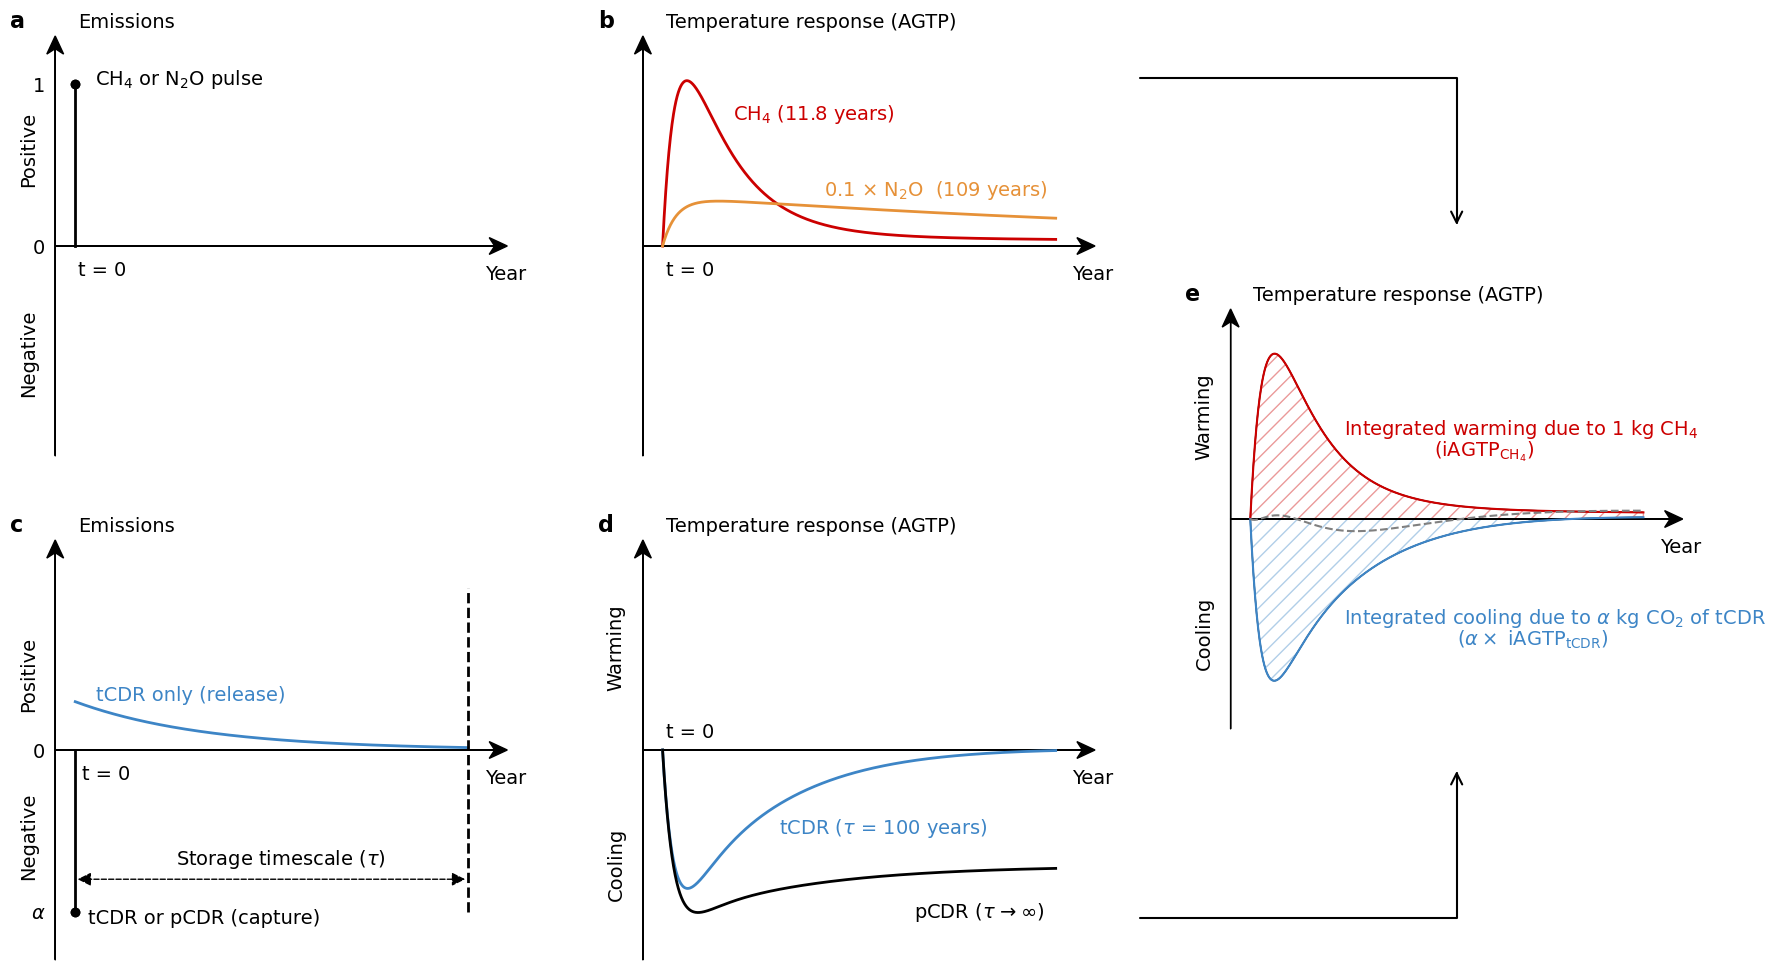 a
Emissions
1
CH₄ or N₂O pulse
Positive
0
t = 0
Year
Negative
b
Temperature response (AGTP)
CH₄ (11.8 years)
0.1 × N₂O (109 years)
t = 0
Year
c
Emissions
Positive
tCDR only (release)
0
t = 0
Year
Negative
Storage timescale (τ)
α
tCDR or pCDR (capture)
d
Temperature response (AGTP)
Warming
t = 0
Year
tCDR (τ = 100 years)
Cooling
pCDR (τ → ∞)
e
Temperature response (AGTP)
Warming
Integrated warming due to 1 kg CH₄
(iAGTP_CH₄)
Year
Cooling
Integrated cooling due to α kg CO₂ of tCDR
(α × iAGTP_tCDR)